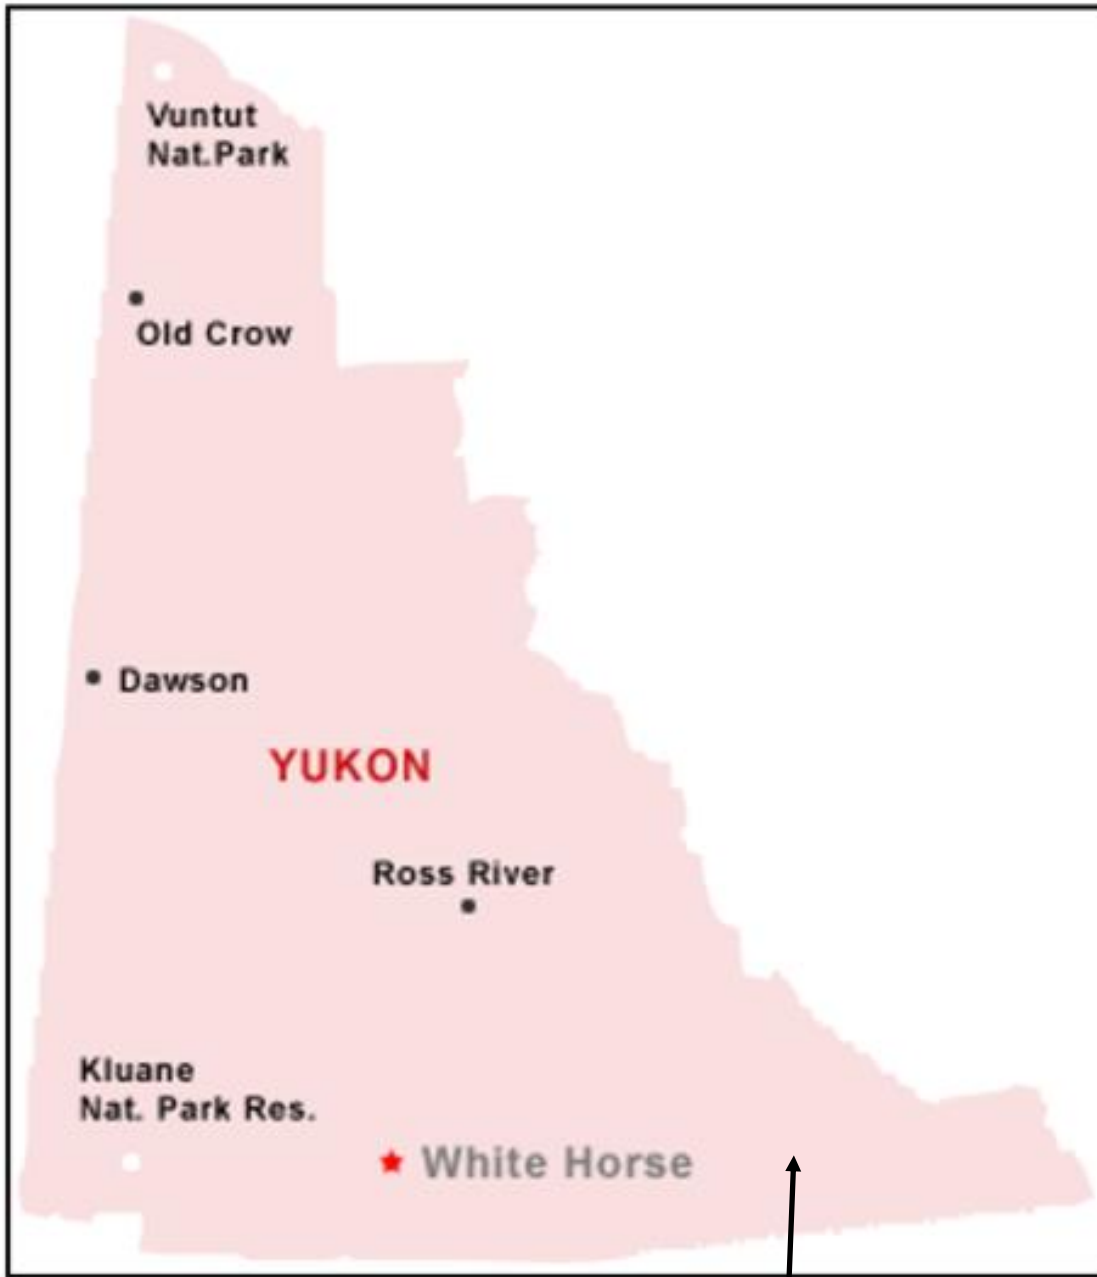 Vuntut
Nat.Park
Old Crow
Dawson
YUKON
Ross River
Kluane
Nat. Park Res.
White Horse